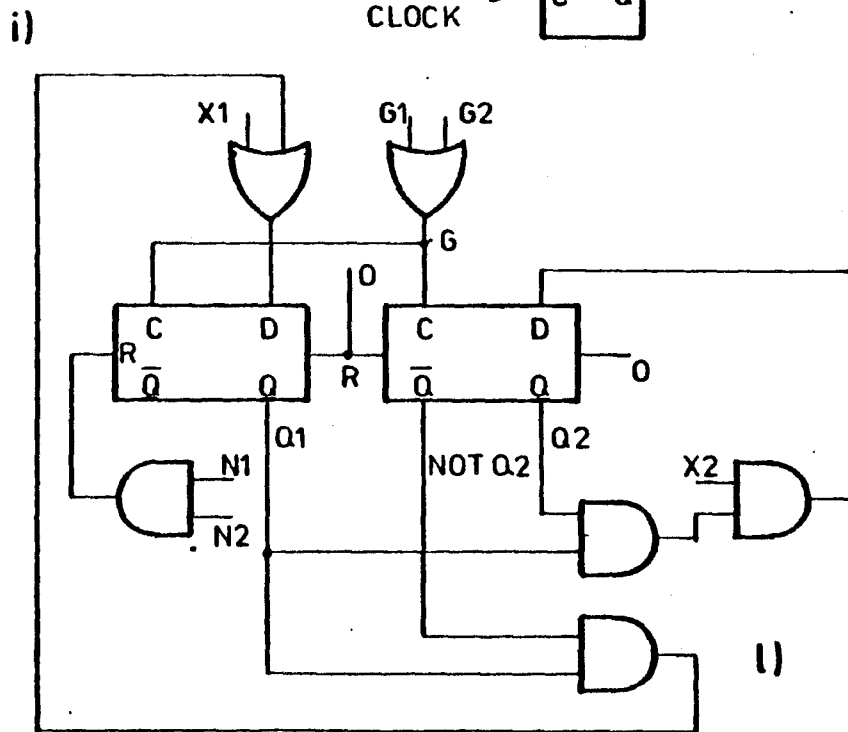 i)
CLOCK
X1
G1
G2
G
O
C
D
C
D
R
R
Q̅
Q
Q̅
Q
O
Q1
NOT Q2
Q2
N1
N2
X2
l)